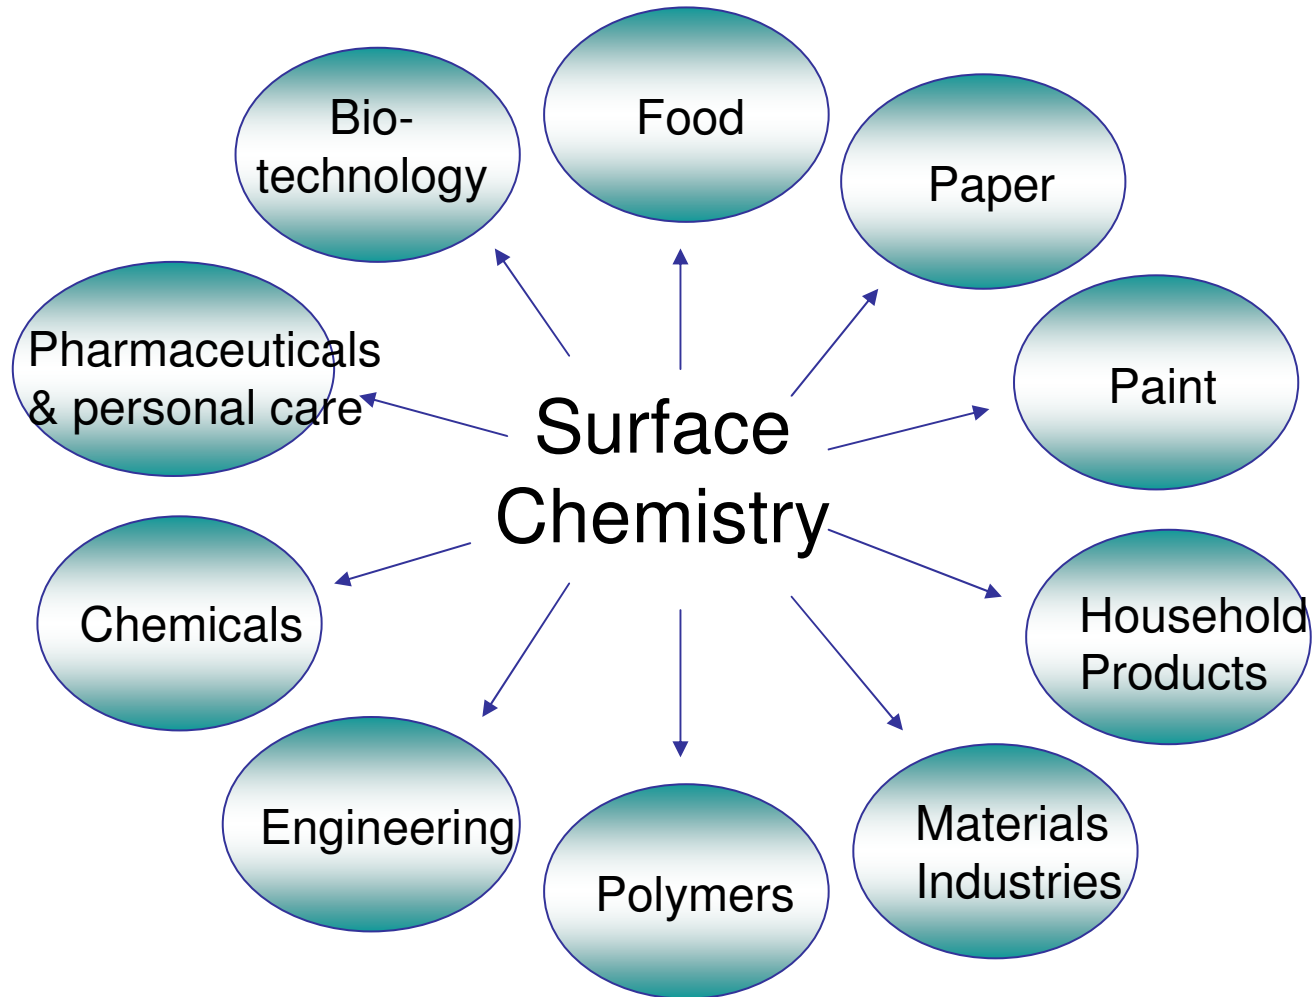 Bio-
technology
Food
Paper
Pharmaceuticals
& personal care
Paint
Surface
Chemistry
Chemicals
Household
Products
Engineering
Polymers
Materials
Industries